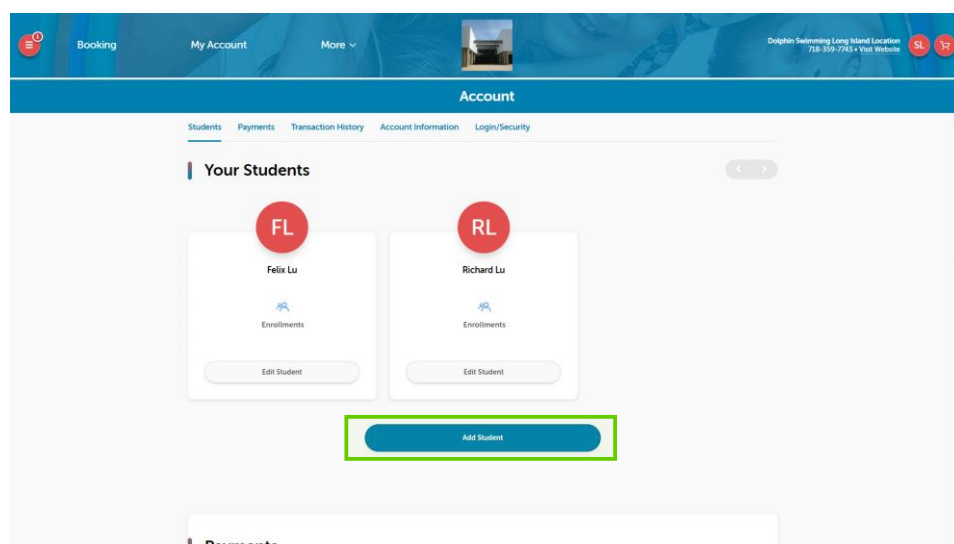 1
Booking
My Account
More
Dolphin Swimming Long Island Location
718-359-7743 • Visit Website
SL
Account
Students Payments Transaction History Account Information Login/Security
Your Students
FL
RL
Felix Lu
Richard Lu
Enrollments
Enrollments
Edit Student
Edit Student
Add Student
Payments